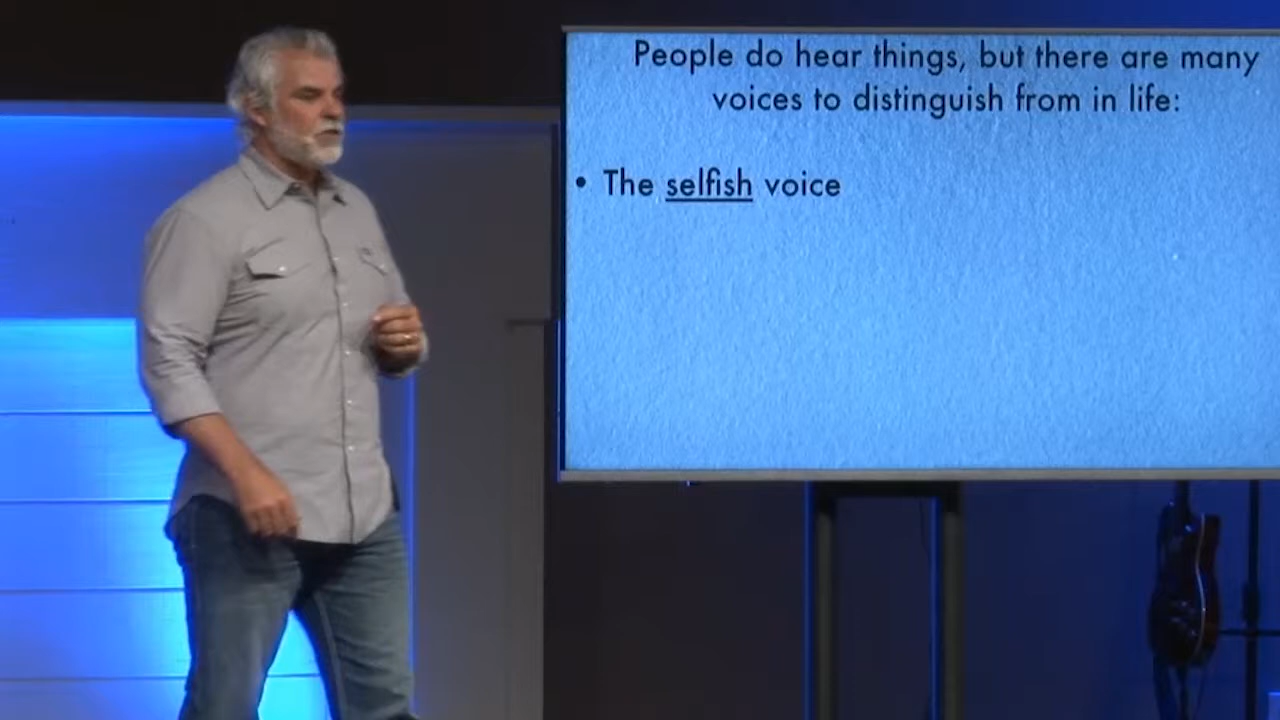 People do hear things, but there are many
voices to distinguish from in life:
• The selfish voice